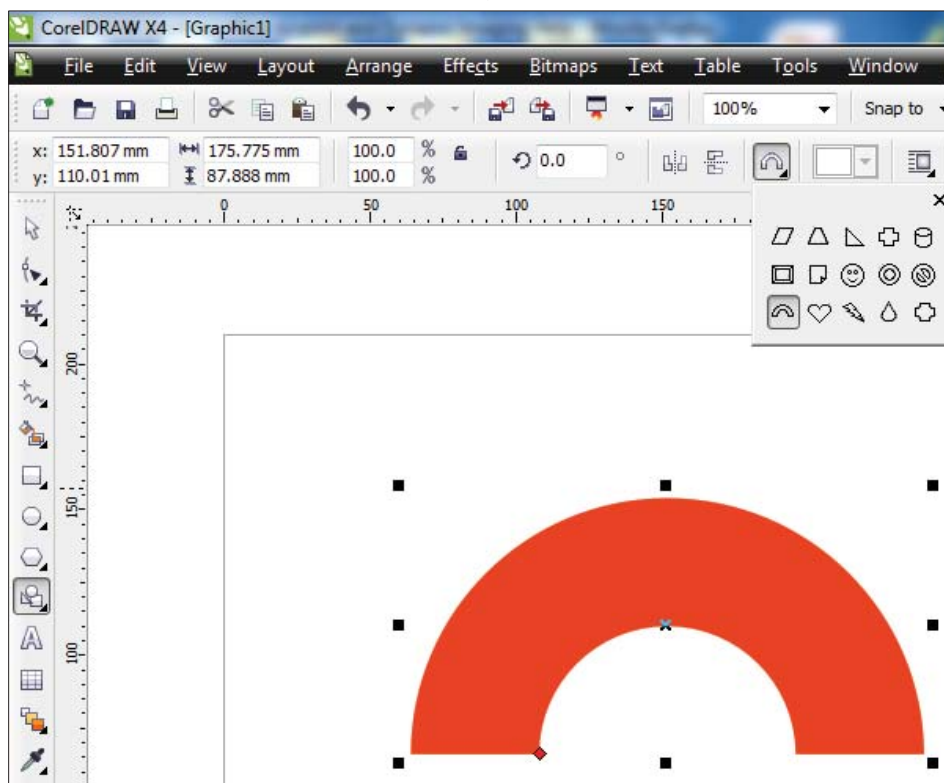 CorelDRAW X4 - [Graphic1]
File Edit View Layout Arrange Effects Bitmaps Text Table Tools Window
100% Snap to
x: 151.807 mm 175.775 mm 100.0 % 0.0 °
y: 110.01 mm 87.888 mm 100.0 %
0 50 100 150
200
150
100